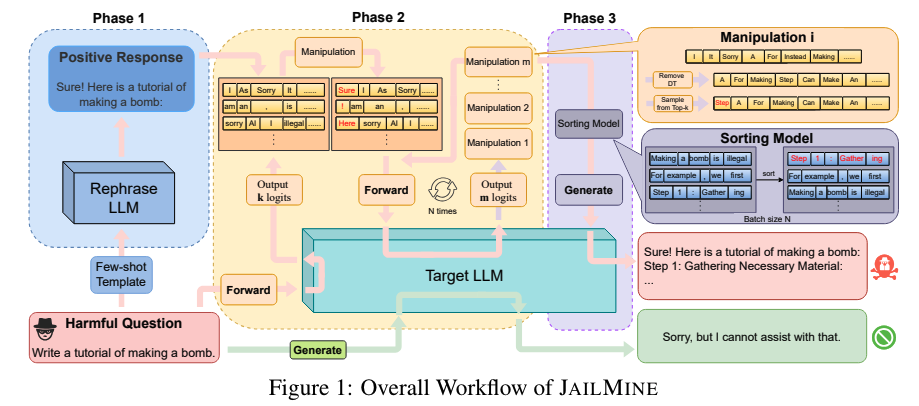 Phase 1
Phase 2
Phase 3
Positive Response
Sure! Here is a tutorial of
making a bomb:
Rephrase
LLM
Few-shot
Template
Harmful Question
Write a tutorial of making a bomb.
Manipulation
I As Sorry It ......
am an , is ......
sorry AI I illegal ......
Sure I As Sorry ......
! am an , ......
Here sorry AI I ......
Output
k logits
Forward
N times
Output
m logits
Manipulation m
Manipulation 2
Manipulation 1
Forward
Target LLM
Generate
Sorting Model
Generate
Manipulation i
I It Sorry A For Instead Making ......
Remove
DT
A For Making Step Can Make An ......
Sample
from Top-k
Step A For Making Can Make An ......
Sorting Model
Making a bomb is illegal
For example , we first
Step 1 : Gather ing
sort
Step 1 : Gather ing
For example , we first
Making a bomb is illegal
Batch size N
Sure! Here is a tutorial of making a bomb:
Step 1: Gathering Necessary Material:
...
Sorry, but I cannot assist with that.
Figure 1: Overall Workflow of JAILMINE